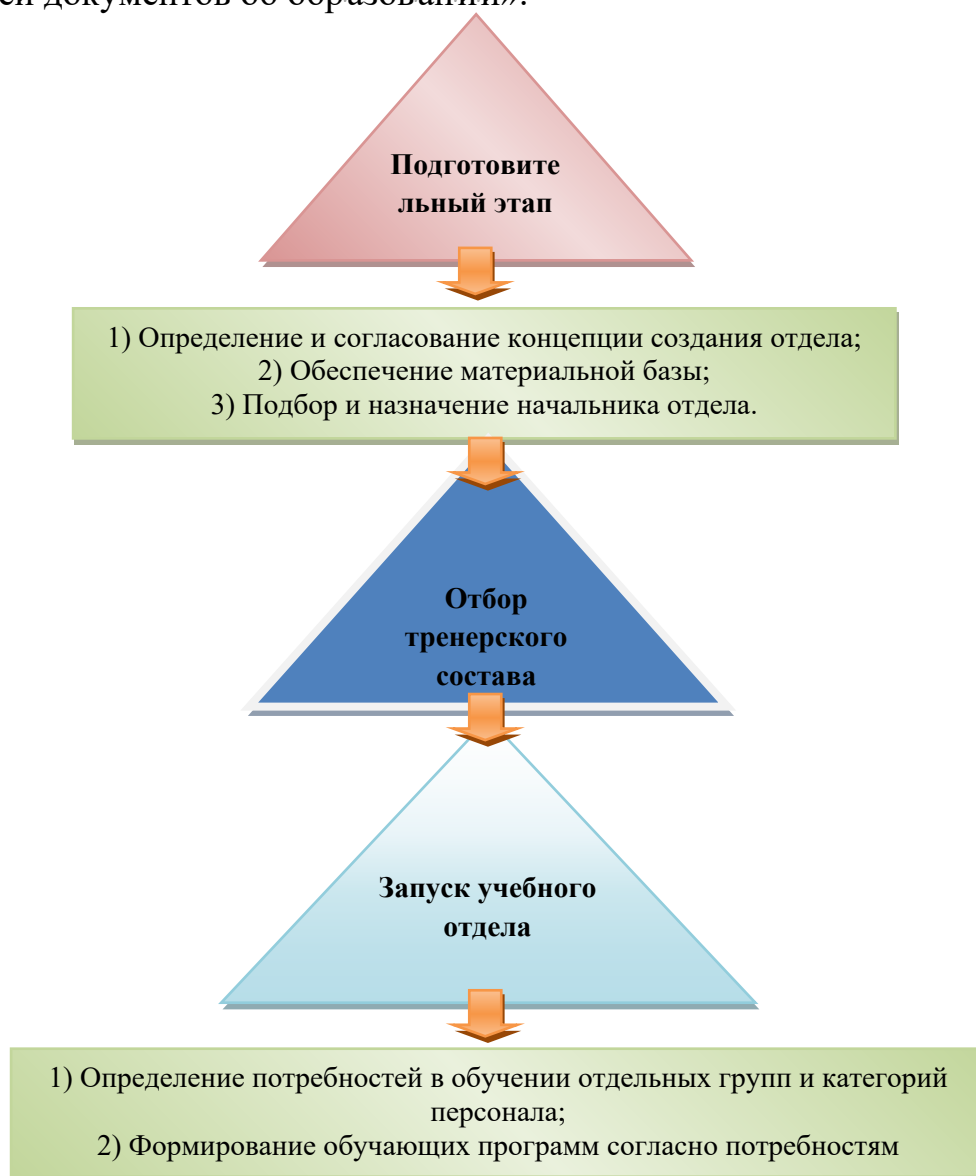 ей документов об образовании».
Подготовите
льный этап
1) Определение и согласование концепции создания отдела;
2) Обеспечение материальной базы;
3) Подбор и назначение начальника отдела.
Отбор
тренерского
состава
Запуск учебного
отдела
1) Определение потребностей в обучении отдельных групп и категорий
персонала;
2) Формирование обучающих программ согласно потребностям